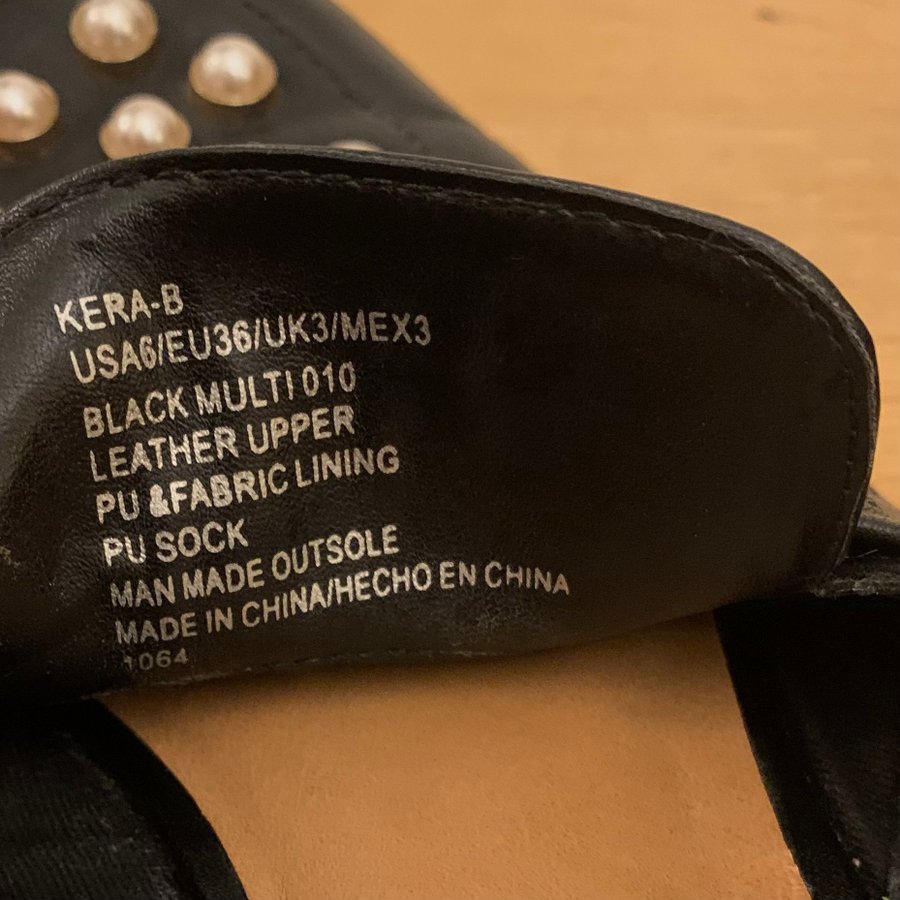 KERA-B
USA6/EU36/UK3/MEX3
BLACK MULTI 010
LEATHER UPPER
PU &FABRIC LINING
PU SOCK
MAN MADE OUTSOLE
MADE IN CHINA/HECHO EN CHINA
1064